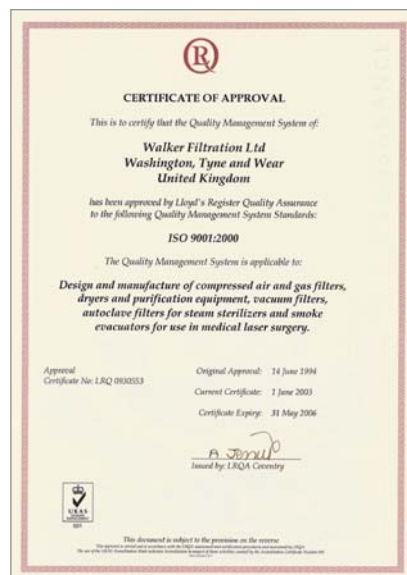 CERTIFICATE OF APPROVAL
This is to certify that the Quality Management System of:
Walker Filtration Ltd
Washington, Tyne and Wear
United Kingdom
has been approved by Lloyd's Register Quality Assurance
to the following Quality Management System Standards:
ISO 9001:2000
The Quality Management System is applicable to:
Design and manufacture of compressed air and gas filters,
dryers and purification equipment, vacuum filters,
autoclave filters for steam sterilizers and smoke
evacuators for use in medical laser surgery.
Approval
Certificate No: LRQ 0930553
Original Approval: 14 June 1994
Current Certificate: 1 June 2003
Certificate Expiry: 31 May 2006
Issued by: LRQA Coventry
UKAS
001
This document is subject to the provision on the reverse